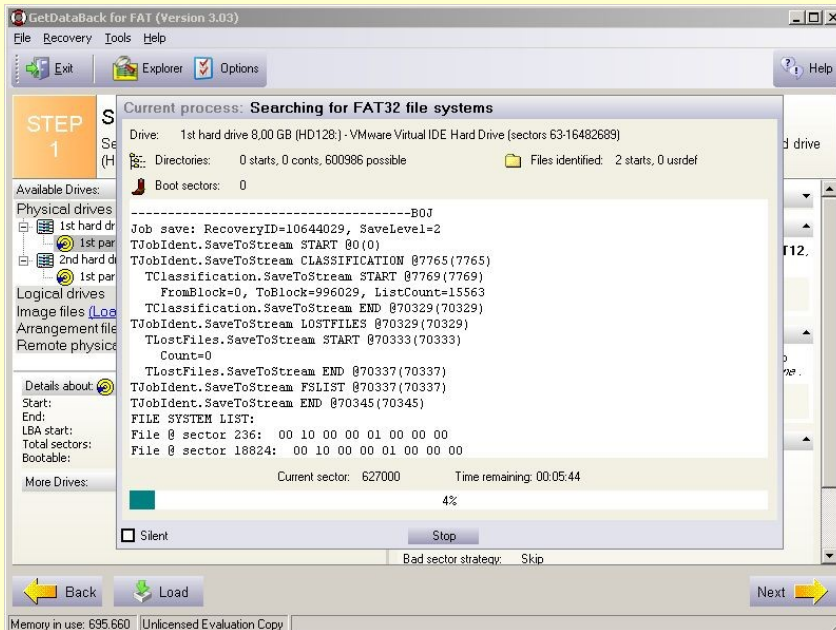 GetDataBack for FAT (Version 3.03)
File Recovery Tools Help
Exit Explorer Options Help
STEP 1
S
Se
(H
d drive
Current process: Searching for FAT32 file systems
Drive: 1st hard drive 8,00 GB (HD128:) - VMware Virtual IDE Hard Drive (sectors 63-16482689)
Directories: 0 starts, 0 conts, 600986 possible Files identified: 2 starts, 0 usrdef
Boot sectors: 0
Available Drives:
Physical drives
1st hard dr
1st par
2nd hard d
1st par
Logical drives
Image files (Loa
Arrangement file
Remote physica
T12,
----------------------------------------BOJ
Job save: RecoveryID=10644029, SaveLevel=2
TJobIdent.SaveToStream START @0(0)
TJobIdent.SaveToStream CLASSIFICATION @7765(7765)
TClassification.SaveToStream START @7769(7769)
FromBlock=0, ToBlock=996029, ListCount=15563
TClassification.SaveToStream END @70329(70329)
TJobIdent.SaveToStream LOSTFILES @70329(70329)
TLostFiles.SaveToStream START @70333(70333)
Count=0
TLostFiles.SaveToStream END @70337(70337)
TJobIdent.SaveToStream FSLIST @70337(70337)
TJobIdent.SaveToStream END @70345(70345)
FILE SYSTEM LIST:
File @ sector 236: 00 10 00 00 01 00 00 00
File @ sector 18824: 00 10 00 00 01 00 00 00
Details about:
Start:
End:
LBA start:
Total sectors:
Bootable:
More Drives:
Current sector: 627000 Time remaining: 00:05:44
4%
Silent Stop
Bad sector strategy: Skip
Back Load Next
Memory in use: 695.660 Unlicensed Evaluation Copy